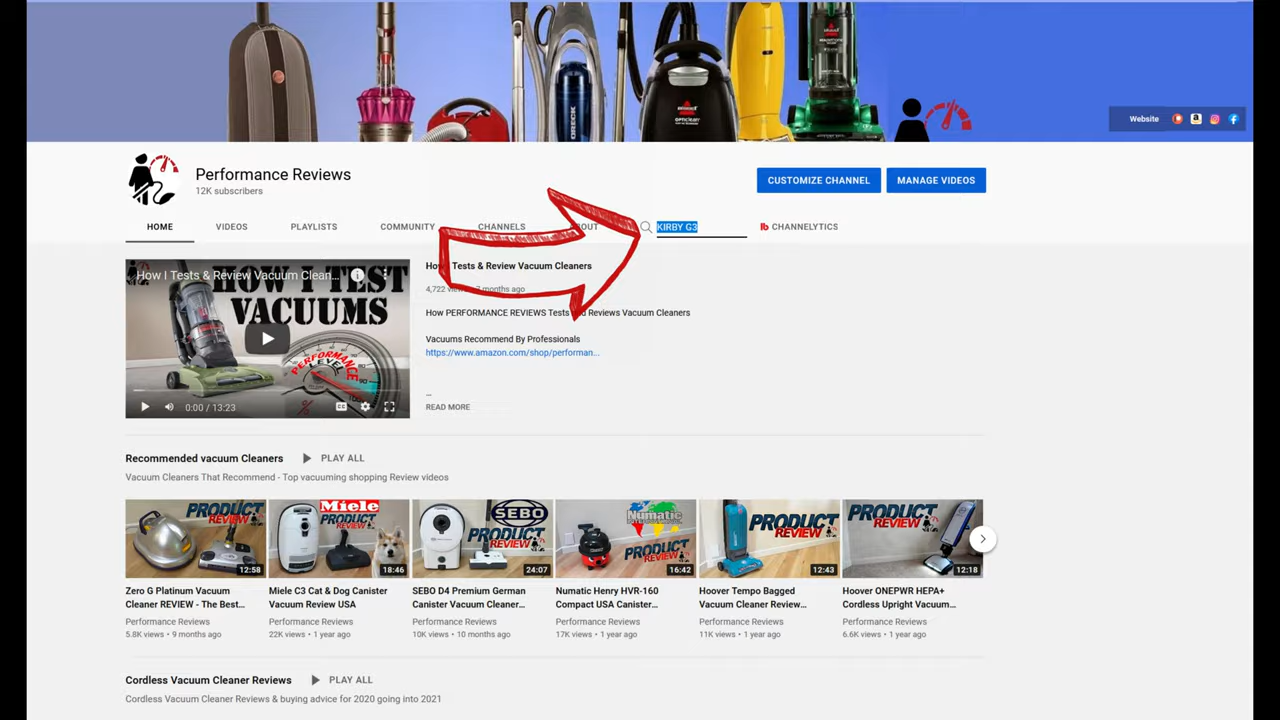 BISSELL
OPTICLEAN
ORECK
BISSELL
Website
Performance Reviews
12K subscribers
CUSTOMIZE CHANNEL
MANAGE VIDEOS
HOME
VIDEOS
PLAYLISTS
COMMUNITY
CHANNELS
KIRBY G3
CHANNELYTICS
How I Tests & Review Vacuum Clean...
HOW I TEST
VACUUMS
PERFORMANCE
LEVEL
0:00 / 13:23
Tests & Review Vacuum Cleaners
4,722
months ago
How PERFORMANCE REVIEWS Tests and Reviews Vacuum Cleaners
Vacuums Recommend By Professionals
https://www.amazon.com/shop/performan...
...
READ MORE
Recommended vacuum Cleaners
PLAY ALL
Vacuum Cleaners That Recommend - Top vacuuming shopping Review videos
PRODUCT
REVIEW
12:58
Miele
PRODUCT
REVIEW
18:46
SEBO
PRODUCT
REVIEW
24:07
Numatic
PRODUCT
REVIEW
16:42
PRODUCT
REVIEW
12:43
PRODUCT
REVIEW
12:18
Zero G Platinum Vacuum
Cleaner REVIEW - The Best...
Performance Reviews
5.8K views • 9 months ago
Miele C3 Cat & Dog Canister
Vacuum Review USA
Performance Reviews
22K views • 1 year ago
SEBO D4 Premium German
Canister Vacuum Cleaner...
Performance Reviews
10K views • 10 months ago
Numatic Henry HVR-160
Compact USA Canister...
Performance Reviews
17K views • 1 year ago
Hoover Tempo Bagged
Vacuum Cleaner Review...
Performance Reviews
11K views • 1 year ago
Hoover ONEPWR HEPA+
Cordless Upright Vacuum...
Performance Reviews
6.6K views • 1 year ago
Cordless Vacuum Cleaner Reviews
PLAY ALL
Cordless Vacuum Cleaner Reviews & buying advice for 2020 going into 2021